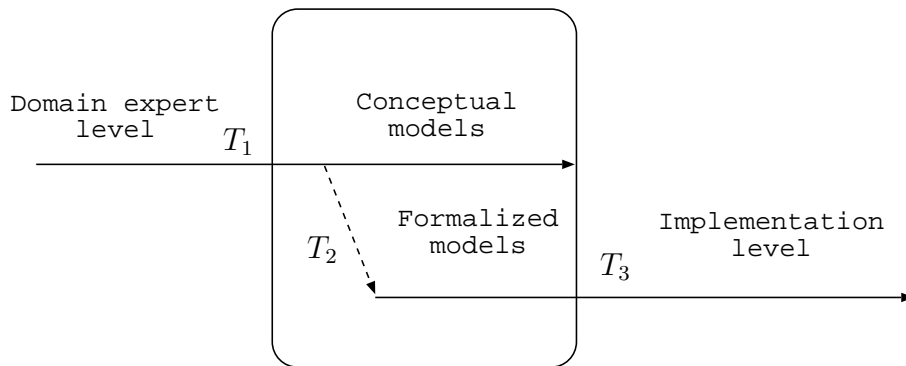 Domain expert
level
Conceptual
models
T1
Formalized
models
T2
Implementation
level
T3